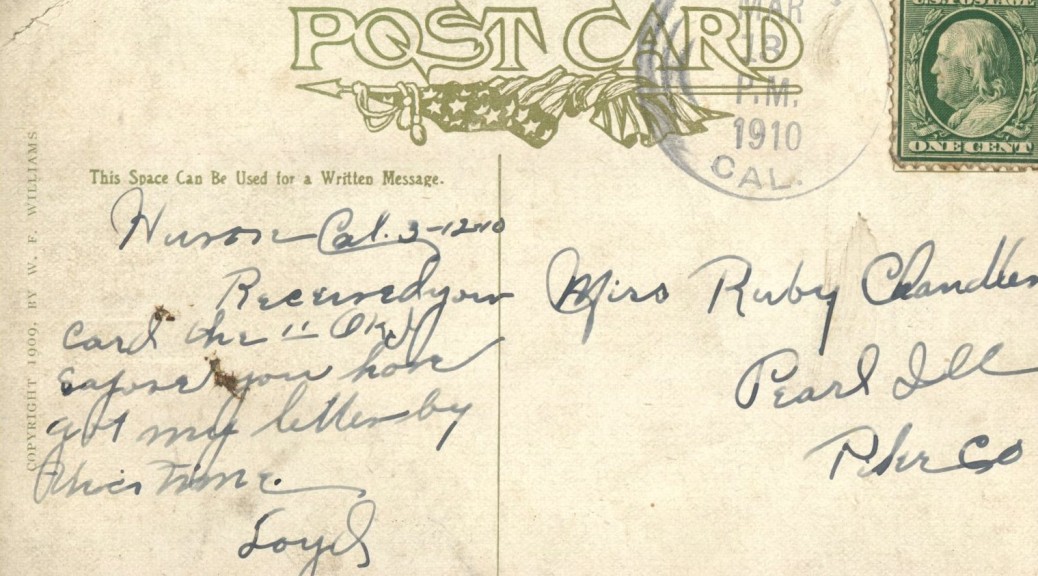 POST CARD
MAR
13
P.M.
1910
CAL.
U.S. POSTAGE
ONE CENT
COPYRIGHT 1909, BY W. F. WILLIAMS
This Space Can Be Used for a Written Message.
Huron Cal. 3-12-10
Received your
card the 11 OK. I
supose you have
got my letter by
this Time.
Loyd
Miss Ruby Chandler
Pearl Ill
Pike Co